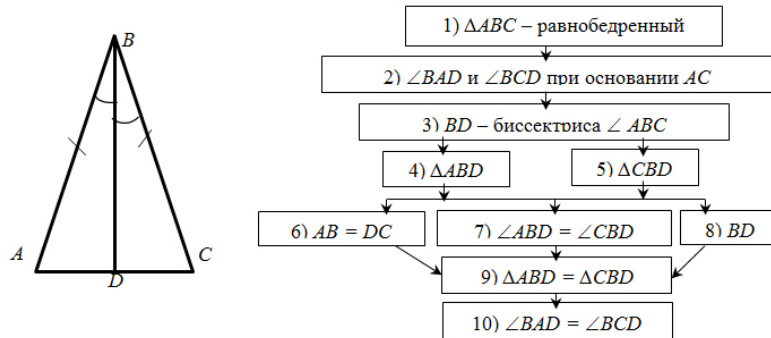 B
A
C
D
1) ΔABC – равнобедренный
2) ∠BAD и ∠BCD при основании AC
3) BD – биссектриса ∠ ABC
4) ΔABD
5) ΔCBD
6) AB = DC
7) ∠ABD = ∠CBD
8) BD
9) ΔABD = ΔCBD
10) ∠BAD = ∠BCD